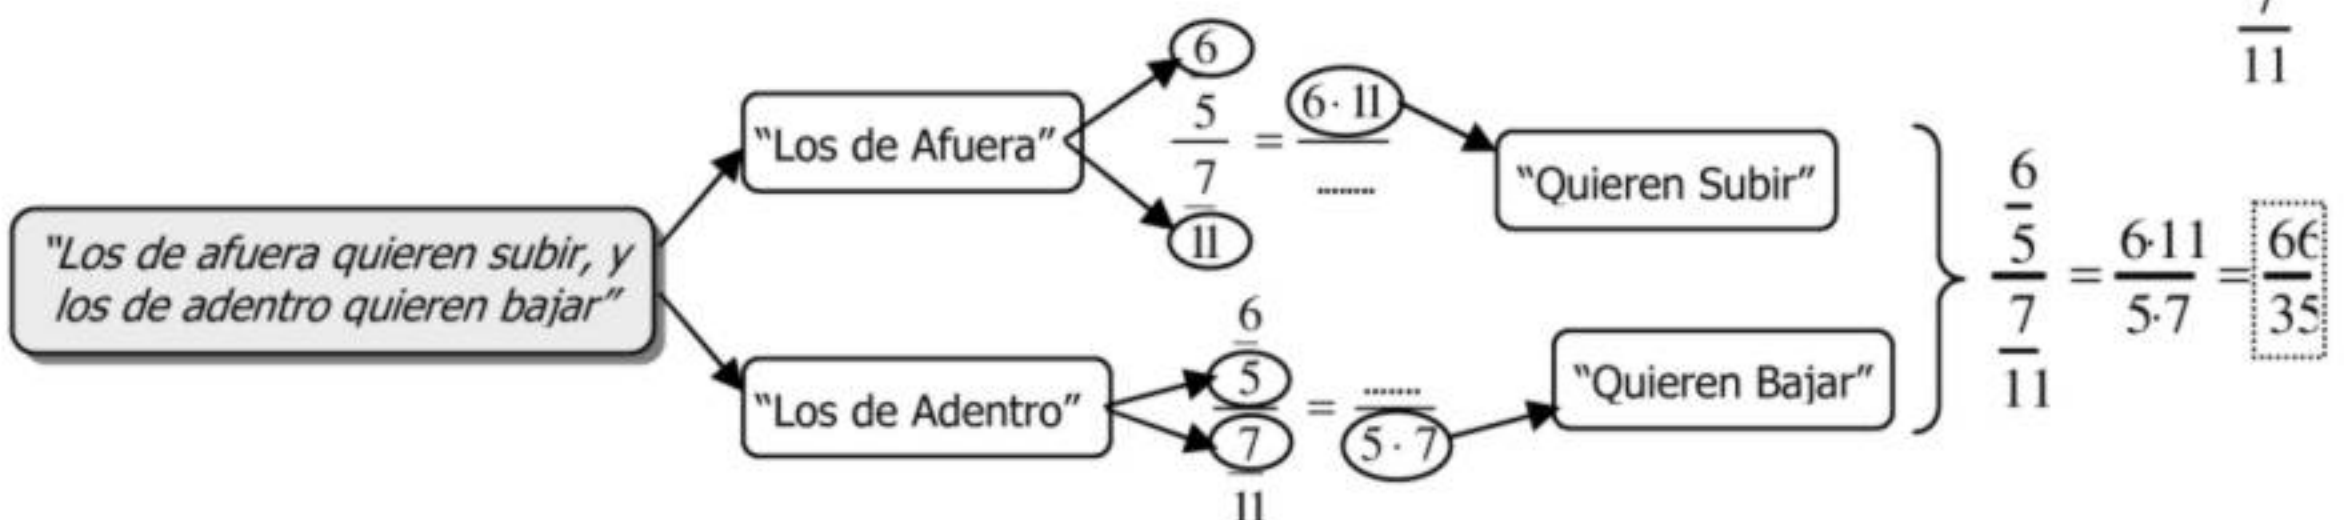 7
11
6
5
7
11
= 6· 11
........
"Los de Afuera"
"Quieren Subir"
"Los de afuera quieren subir, y
los de adentro quieren bajar"
6
5
7
11
= 6·11
5·7
= 66
35
"Los de Adentro"
6
5
7
11
= .......
5 · 7
"Quieren Bajar"